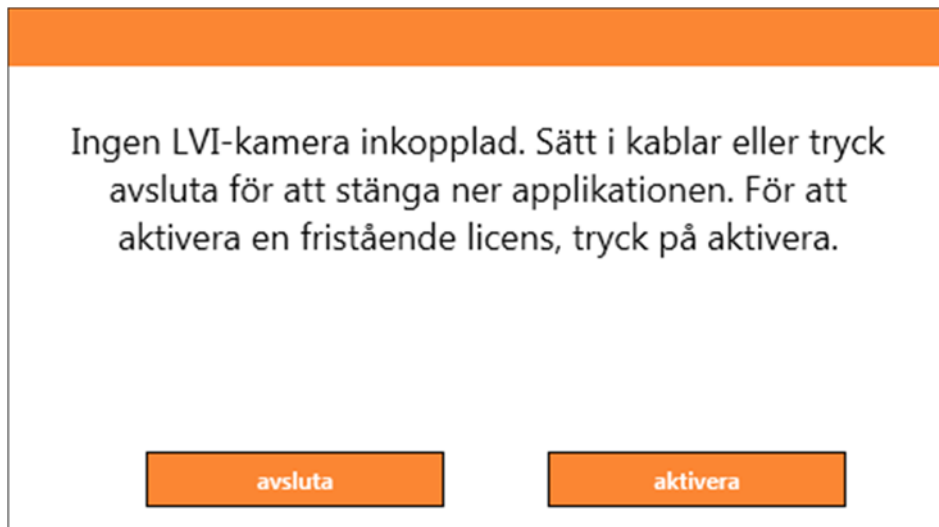 Ingen LVI-kamera inkopplad. Sätt i kablar eller tryck
avsluta för att stänga ner applikationen. För att
aktivera en fristående licens, tryck på aktivera.
avsluta
aktivera